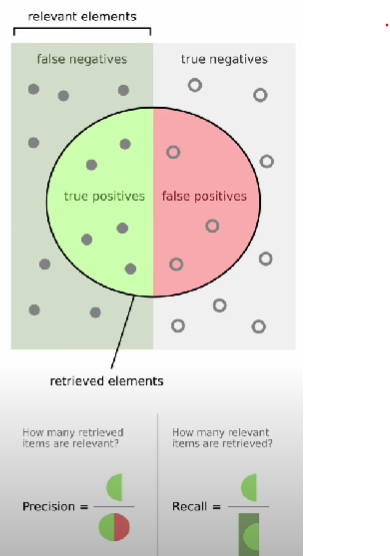 relevant elements
false negatives
true negatives
true positives
false positives
retrieved elements
How many retrieved
items are relevant?
Precision =
How many relevant
items are retrieved?
Recall =